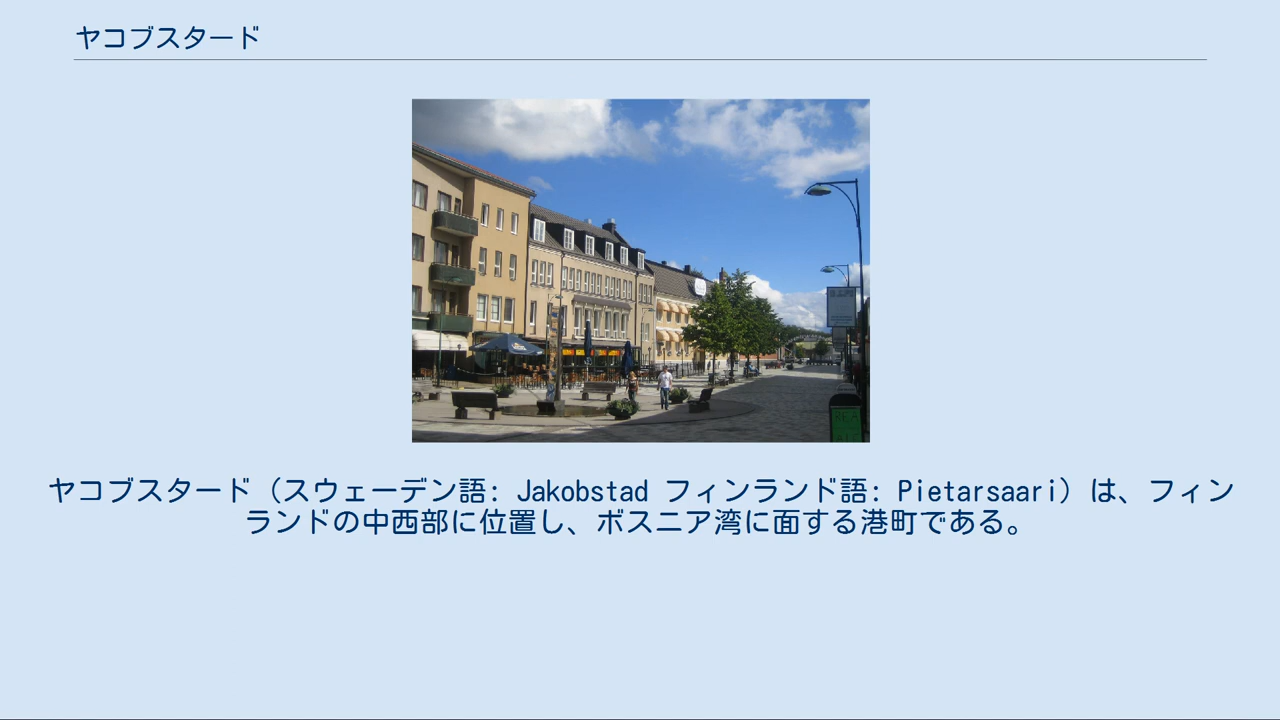 ヤコブスタード
ヤコブスタード（スウェーデン語: Jakobstad フィンランド語: Pietarsaari）は、フィン
ランドの中西部に位置し、ボスニア湾に面する港町である。